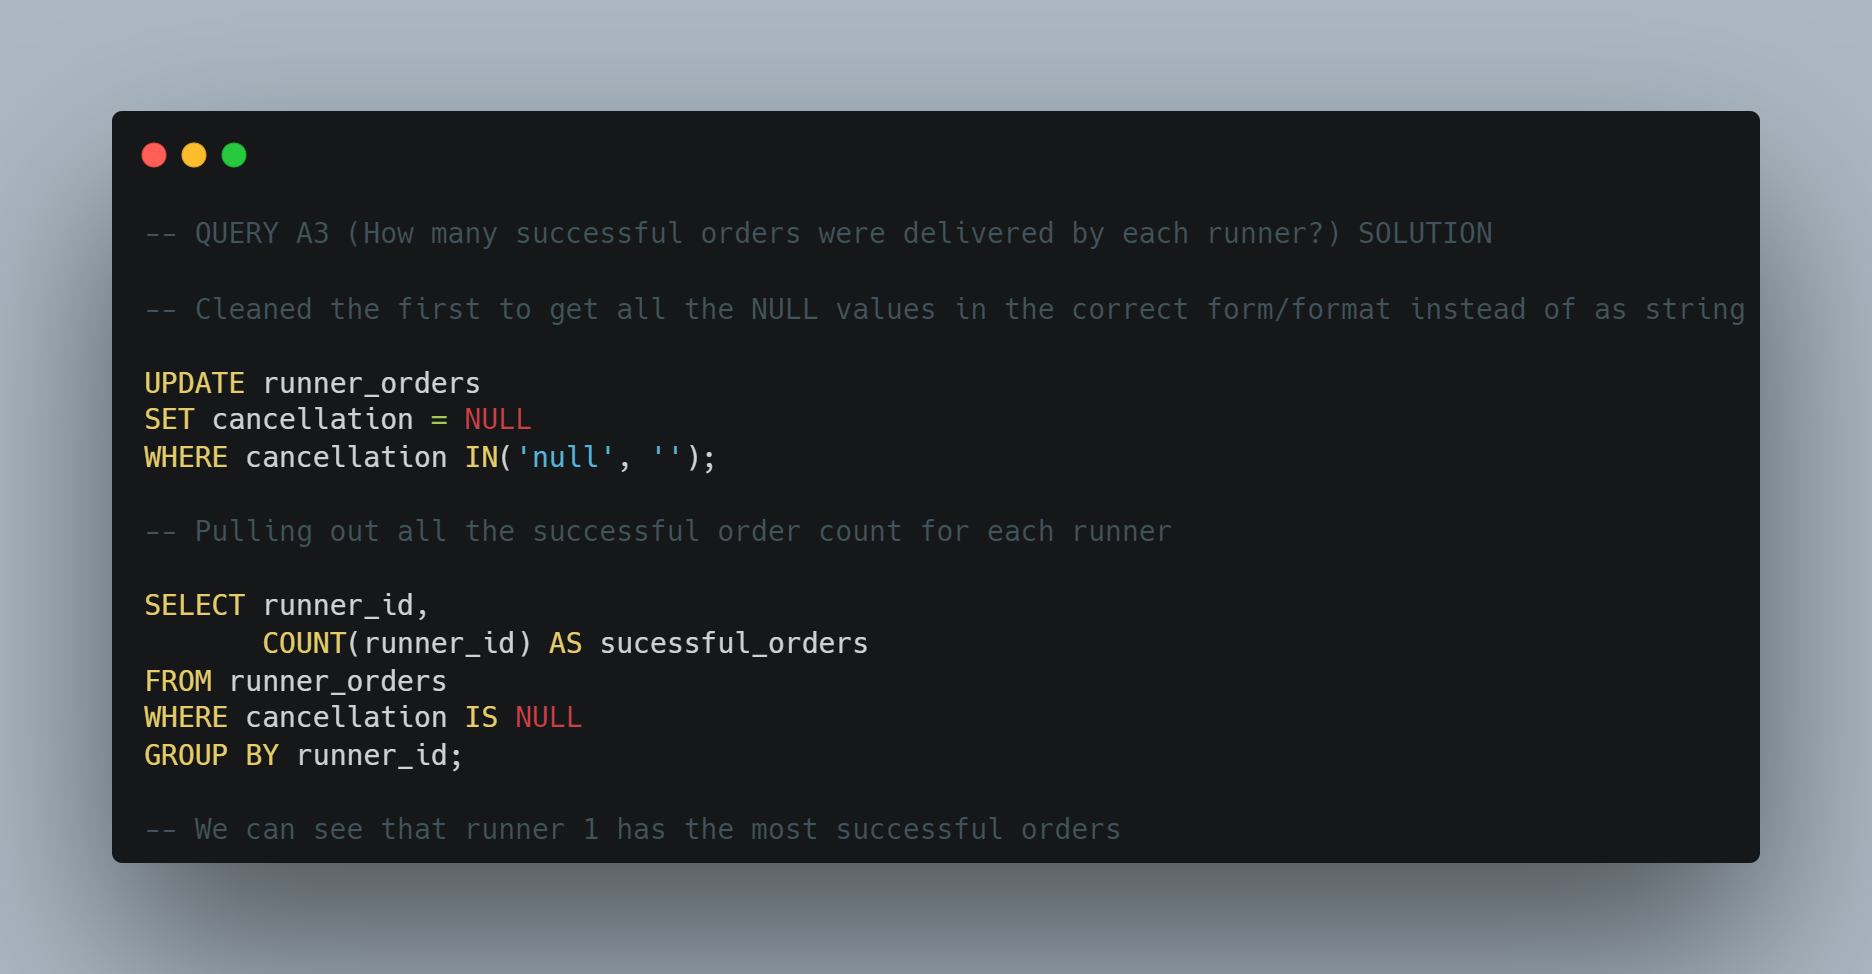 -- QUERY A3 (How many successful orders were delivered by each runner?) SOLUTION
-- Cleaned the first to get all the NULL values in the correct form/format instead of as string
UPDATE runner_orders
SET cancellation = NULL
WHERE cancellation IN('null', '');
-- Pulling out all the successful order count for each runner
SELECT runner_id,
       COUNT(runner_id) AS sucessful_orders
FROM runner_orders
WHERE cancellation IS NULL
GROUP BY runner_id;
-- We can see that runner 1 has the most successful orders